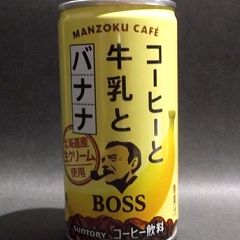 MANZOKU CAFÉ
コーヒーと
牛乳と
バナナ
北海道産
生クリーム
使用
BOSS
SUNTORY コーヒー飲料